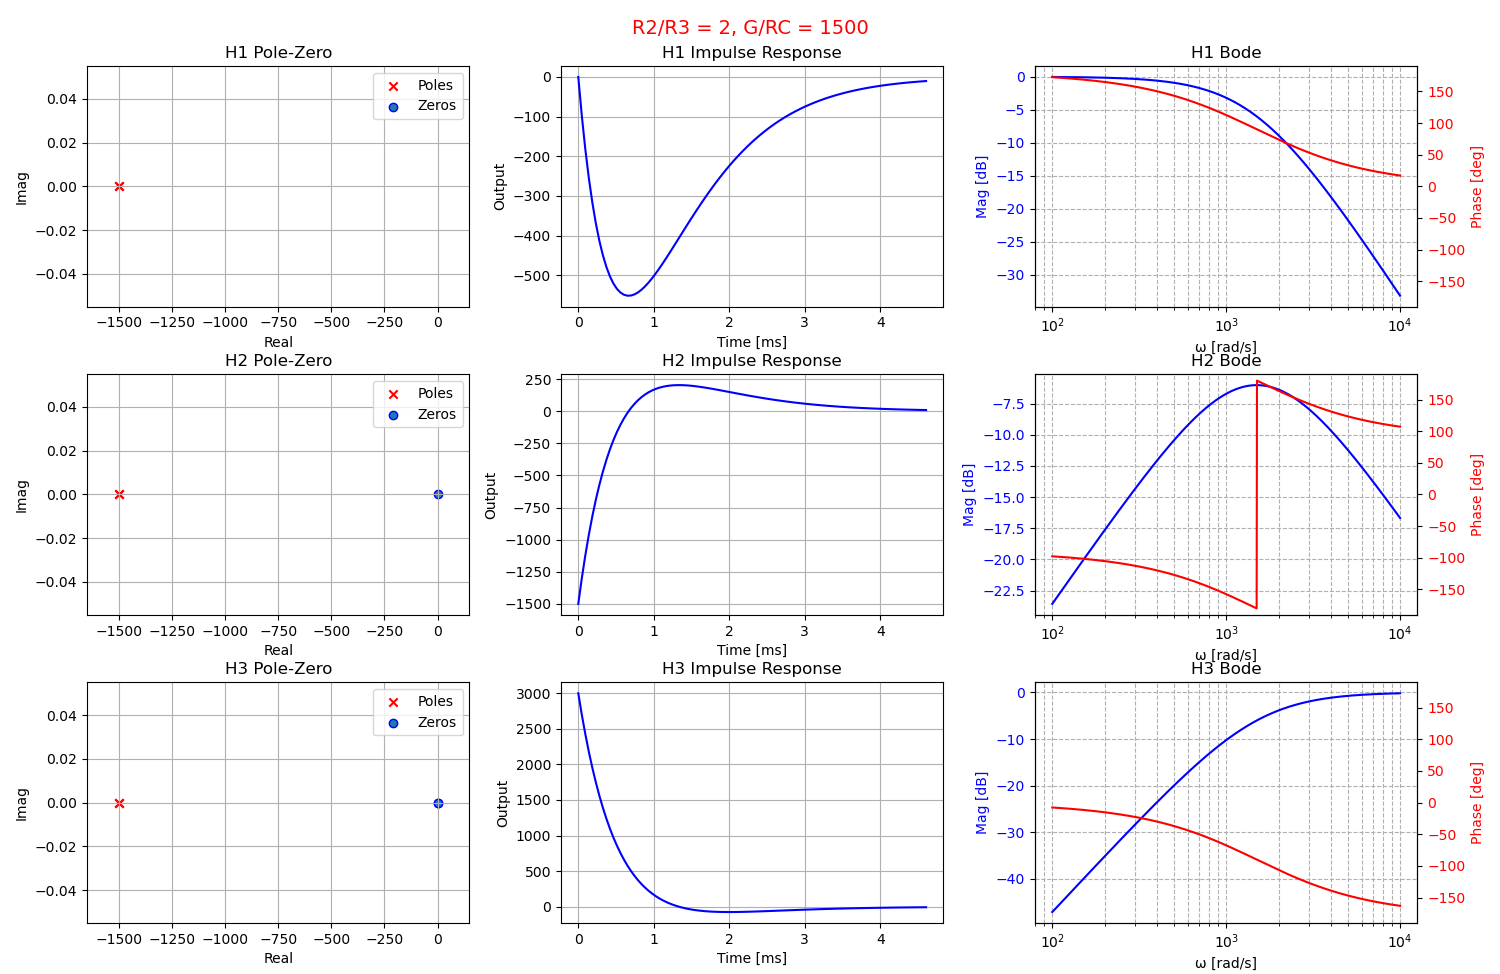 R2/R3 = 2, G/RC = 1500
H1 Pole-Zero
Imag
0.04
0.02
0.00
−0.02
−0.04
Poles
Zeros
−1500 −1250 −1000 −750 −500 −250 0
Real
H1 Impulse Response
Output
0
−100
−200
−300
−400
−500
0 1 2 3 4
Time [ms]
H1 Bode
Mag [dB]
0
−5
−10
−15
−20
−25
−30
Phase [deg]
150
100
50
0
−50
−100
−150
10² 10³ 10⁴
ω [rad/s]
H2 Pole-Zero
Imag
0.04
0.02
0.00
−0.02
−0.04
Poles
Zeros
−1500 −1250 −1000 −750 −500 −250 0
Real
H2 Impulse Response
Output
250
0
−250
−500
−750
−1000
−1250
−1500
0 1 2 3 4
Time [ms]
H2 Bode
Mag [dB]
−7.5
−10.0
−12.5
−15.0
−17.5
−20.0
−22.5
Phase [deg]
150
100
50
0
−50
−100
−150
10² 10³ 10⁴
ω [rad/s]
H3 Pole-Zero
Imag
0.04
0.02
0.00
−0.02
−0.04
Poles
Zeros
−1500 −1250 −1000 −750 −500 −250 0
Real
H3 Impulse Response
Output
3000
2500
2000
1500
1000
500
0
0 1 2 3 4
Time [ms]
H3 Bode
Mag [dB]
0
−10
−20
−30
−40
Phase [deg]
150
100
50
0
−50
−100
−150
10² 10³ 10⁴
ω [rad/s]